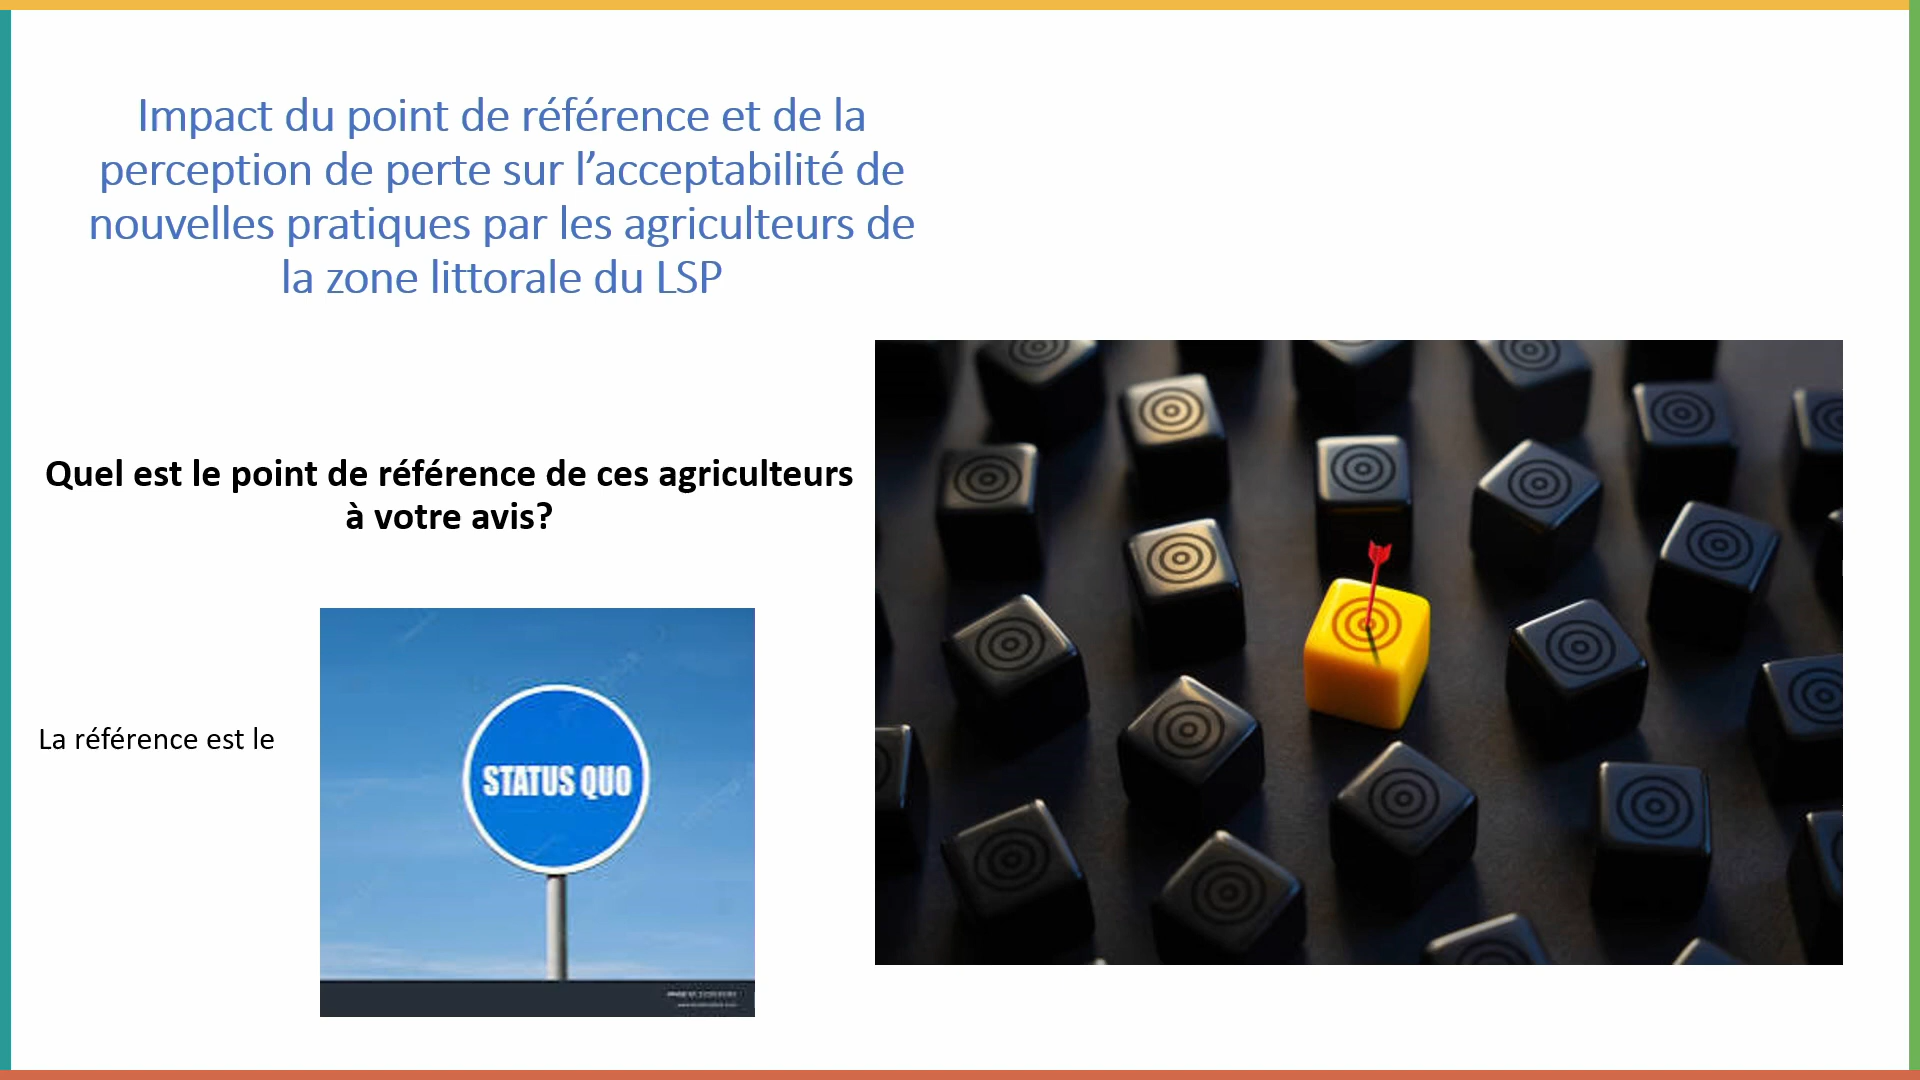 Impact du point de référence et de la
perception de perte sur l’acceptabilité de
nouvelles pratiques par les agriculteurs de
la zone littorale du LSP
Quel est le point de référence de ces agriculteurs
à votre avis?
La référence est le
STATUS QUO